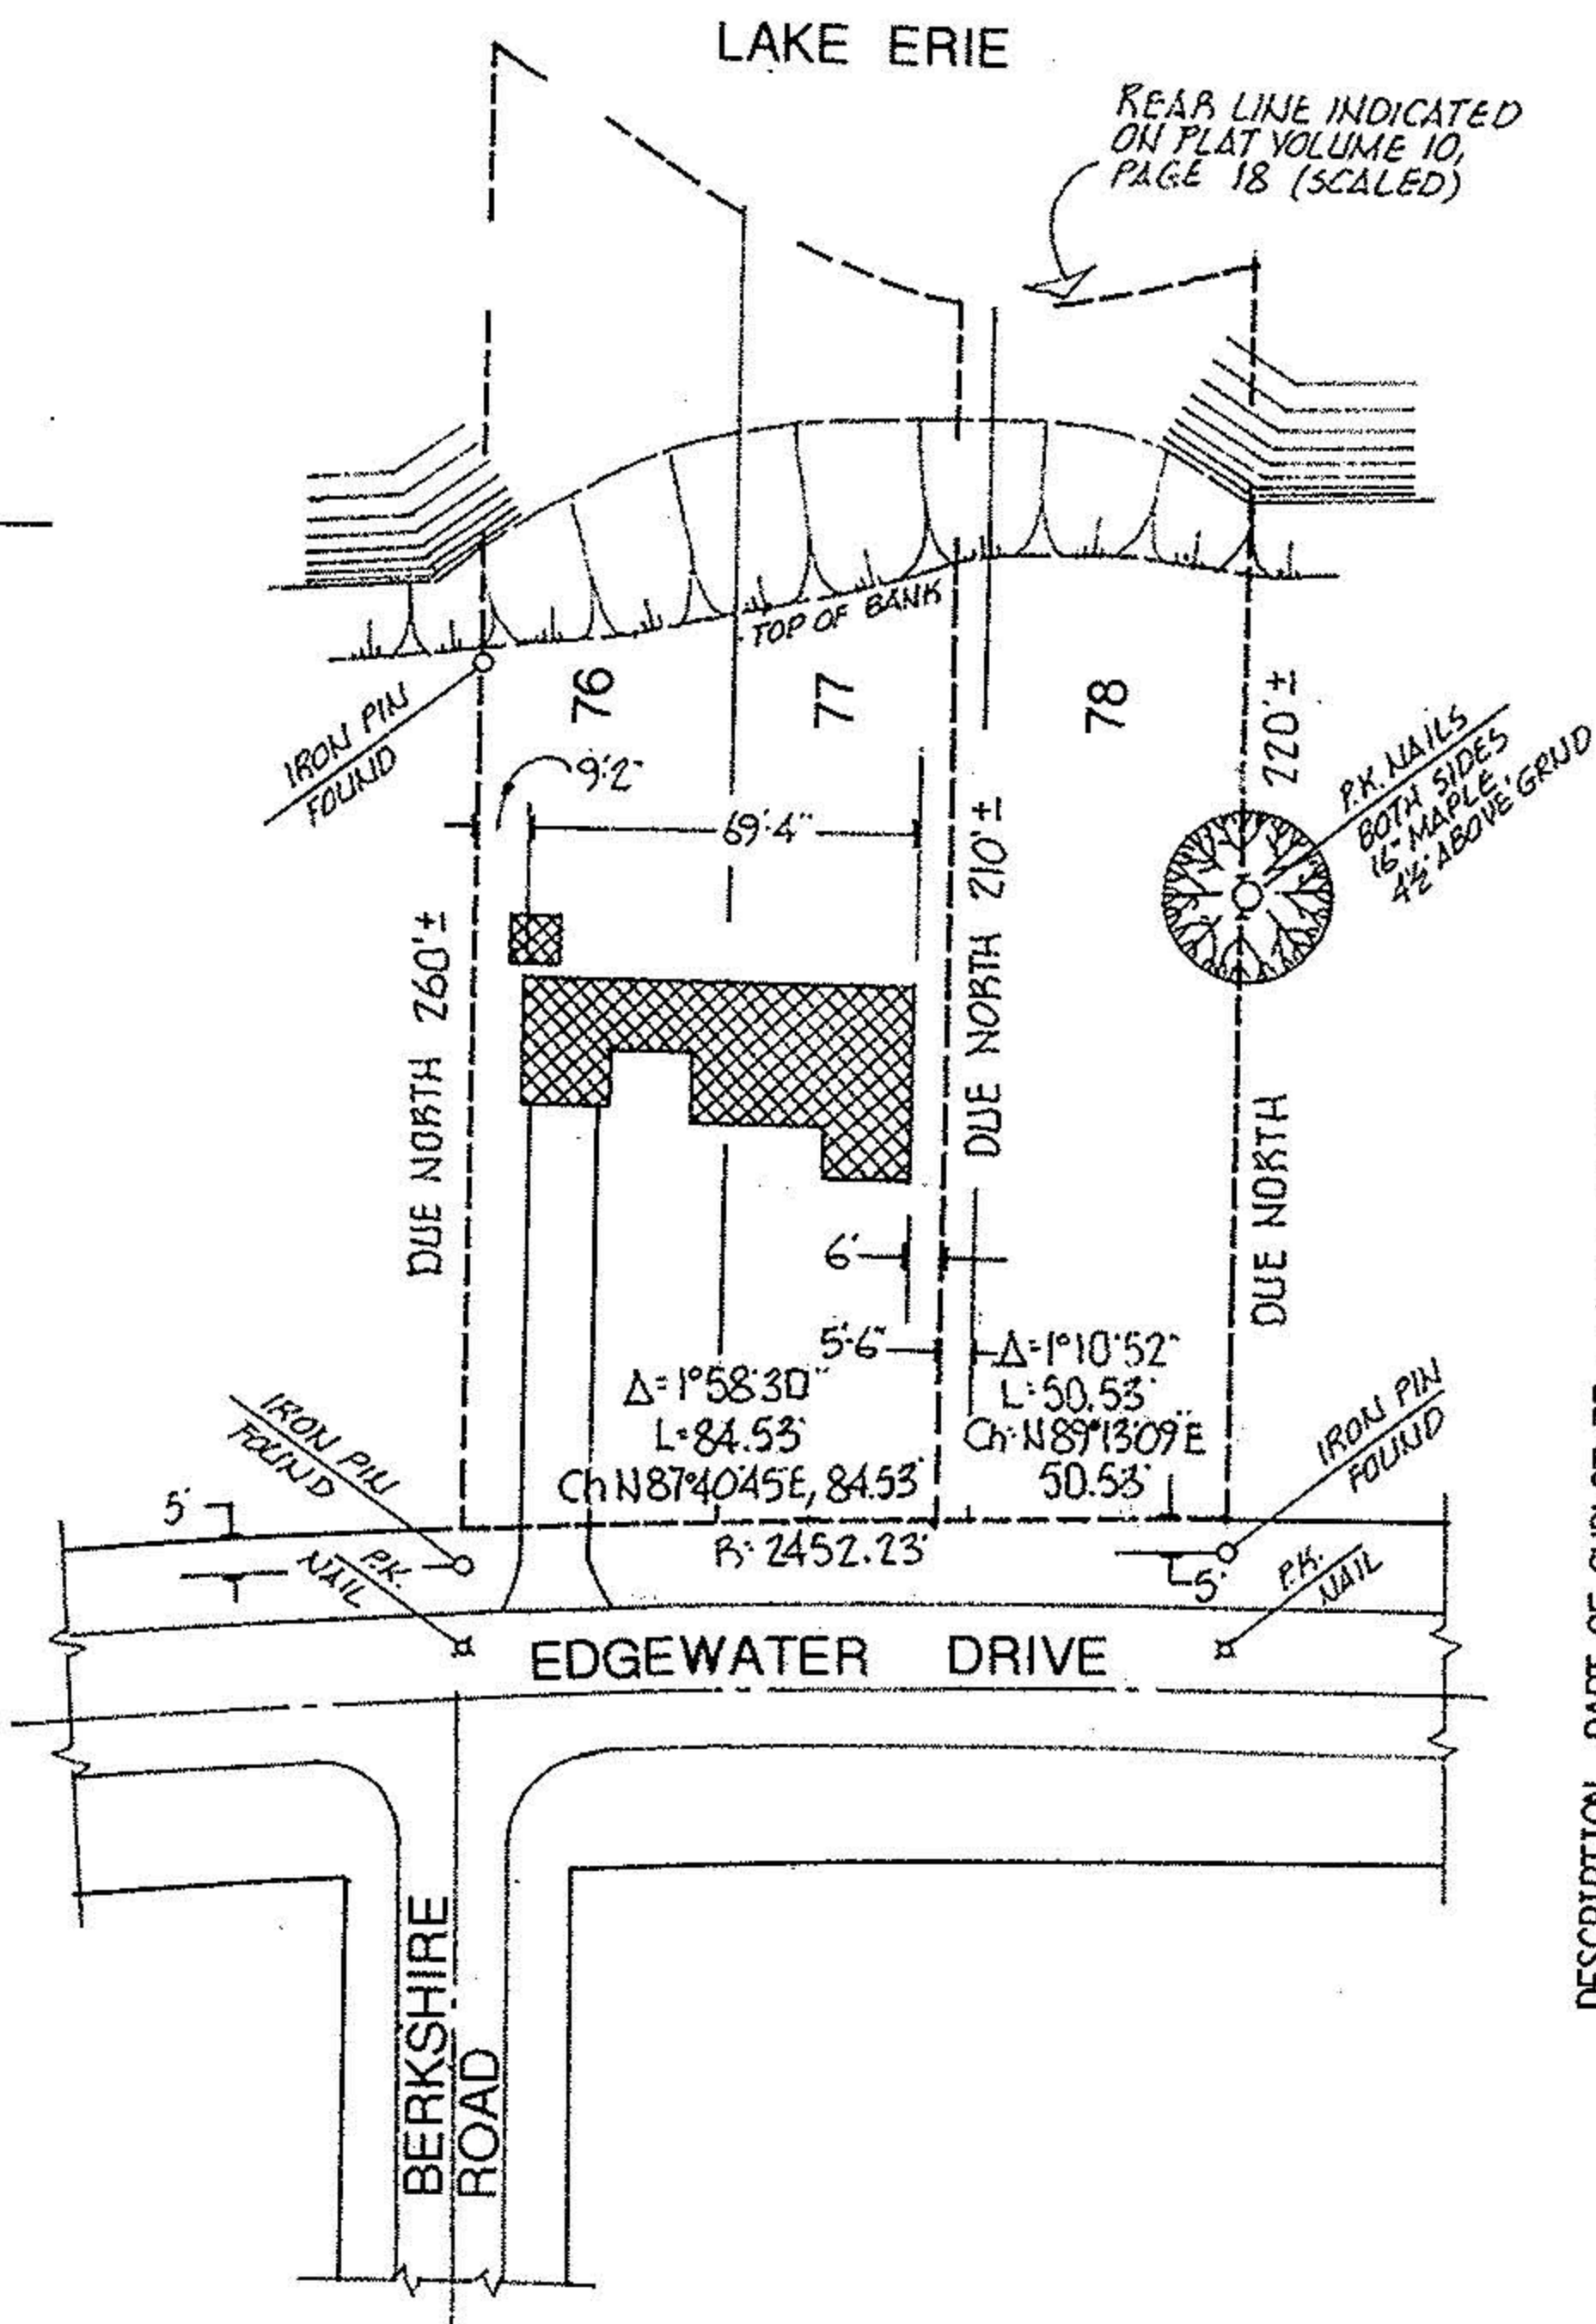 LAKE ERIE
REAR LINE INDICATED
ON PLAT VOLUME 10,
PAGE 18 (SCALED)
TOP OF BANK
IRON PIN
FOUND
76
77
78
9'-2"
69'-4"
220'±
P.K. NAILS
BOTH SIDES
16" MAPLE,
4½' ABOVE GRND
DUE NORTH 260'±
DUE NORTH 210'±
DUE NORTH
6'
5'-6"
Δ=1°58'30"
L=84.53'
Ch N87°40'45"E, 84.53'
Δ=1°10'52"
L=50.53'
Ch=N89°13'09"E
50.53'
R=2452.23'
IRON PIN
FOUND
5'
P.K.
NAIL
IRON PIN
FOUND
5'
P.K.
NAIL
EDGEWATER DRIVE
BERKSHIRE
ROAD